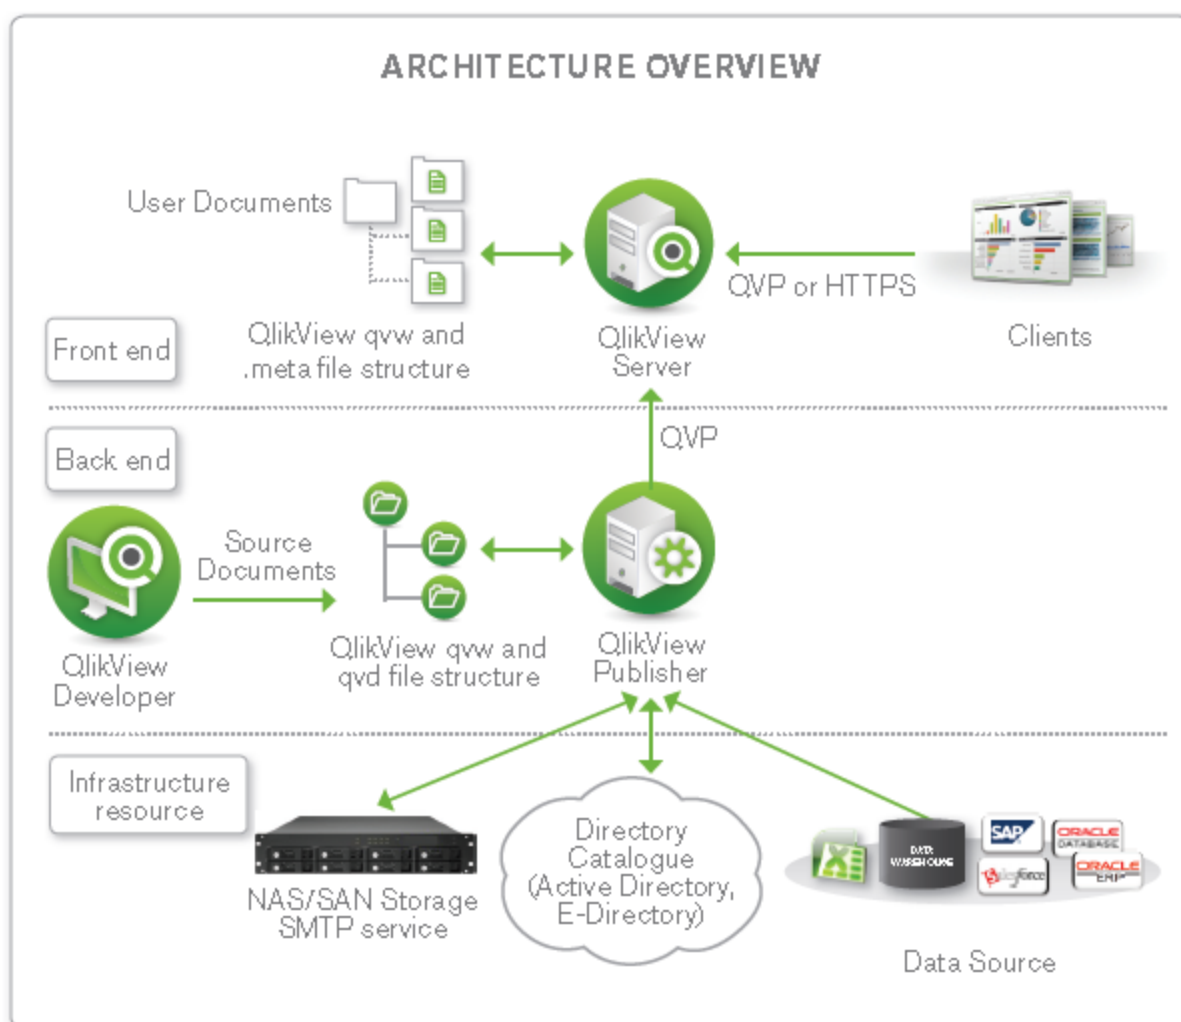 ARCHITECTURE OVERVIEW
User Documents
QlikView qvw and
.meta file structure
QlikView
Server
QVP or HTTPS
Clients
Front end
QVP
Back end
Source
Documents
QlikView
Developer
QlikView qvw and
qvd file structure
QlikView
Publisher
Infrastructure
resource
NAS/SAN Storage
SMTP service
Directory
Catalogue
(Active Directory,
E-Directory)
DATA
WAREHOUSE
SAP
ORACLE
DATABASE
salesforce
ORACLE
ERP
Data Source